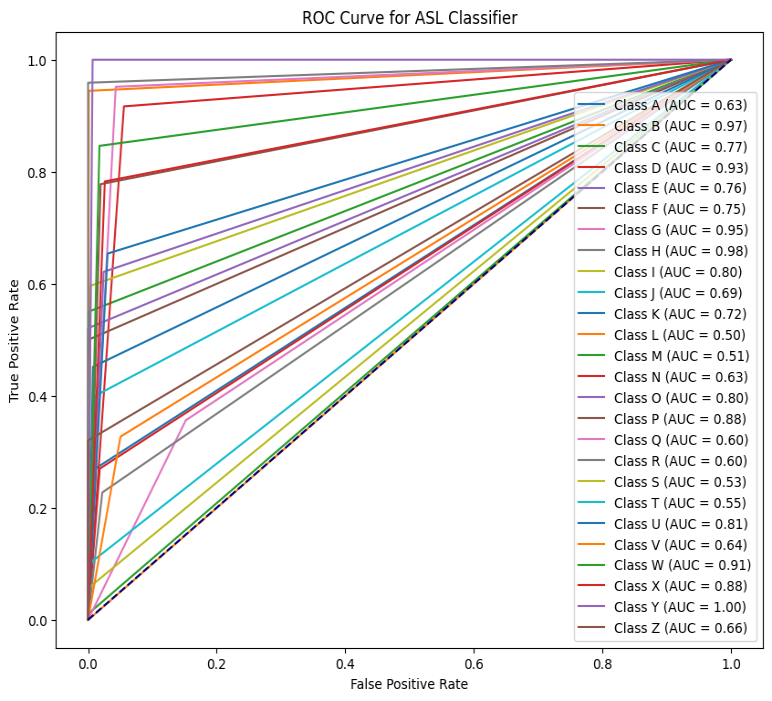 ROC Curve for ASL Classifier
1.0
0.8
0.6
0.4
0.2
0.0
True Positive Rate
Class A (AUC = 0.63)
Class B (AUC = 0.97)
Class C (AUC = 0.77)
Class D (AUC = 0.93)
Class E (AUC = 0.76)
Class F (AUC = 0.75)
Class G (AUC = 0.95)
Class H (AUC = 0.98)
Class I (AUC = 0.80)
Class J (AUC = 0.69)
Class K (AUC = 0.72)
Class L (AUC = 0.50)
Class M (AUC = 0.51)
Class N (AUC = 0.63)
Class O (AUC = 0.80)
Class P (AUC = 0.88)
Class Q (AUC = 0.60)
Class R (AUC = 0.60)
Class S (AUC = 0.53)
Class T (AUC = 0.55)
Class U (AUC = 0.81)
Class V (AUC = 0.64)
Class W (AUC = 0.91)
Class X (AUC = 0.88)
Class Y (AUC = 1.00)
Class Z (AUC = 0.66)
0.0 0.2 0.4 0.6 0.8 1.0
False Positive Rate